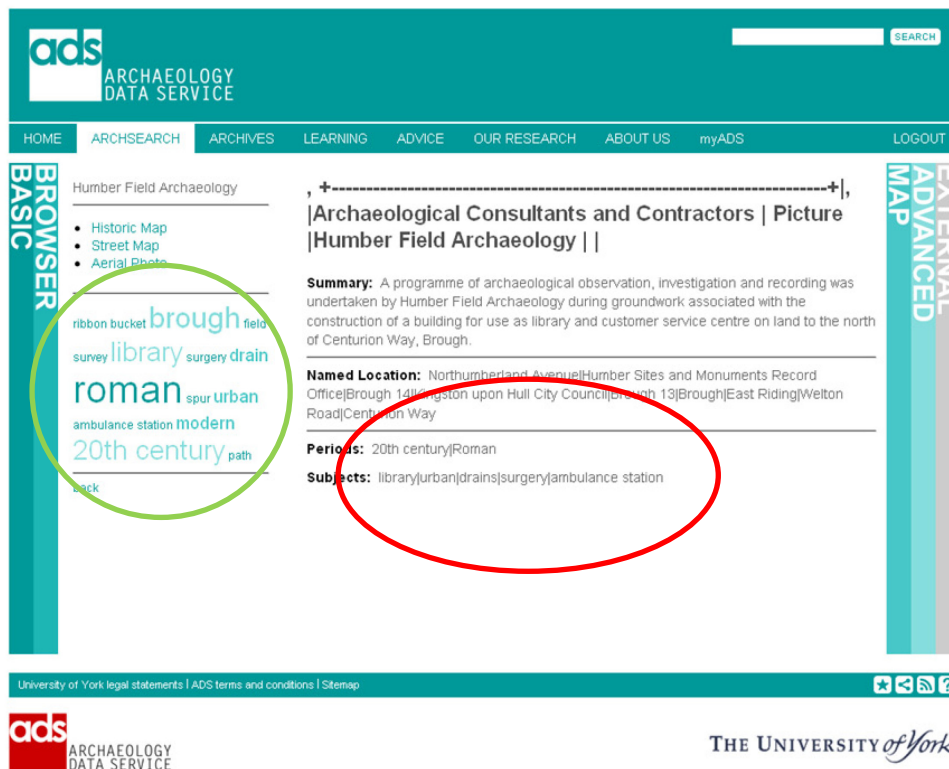 ads
ARCHAEOLOGY
DATA SERVICE
SEARCH
HOME ARCHSEARCH ARCHIVES LEARNING ADVICE OUR RESEARCH ABOUT US myADS LOGOUT
BROWSER
BASIC
Humber Field Archaeology
Historic Map
Street Map
Aerial Photo
ribbon bucket brough field
survey library surgery drain
roman spur urban
ambulance station modern
20th century path
back
, +------------------------------------------------------------------------+|,
|Archaeological Consultants and Contractors | Picture
|Humber Field Archaeology | |
Summary: A programme of archaeological observation, investigation and recording was
undertaken by Humber Field Archaeology during groundwork associated with the
construction of a building for use as library and customer service centre on land to the north
of Centurion Way, Brough.
Named Location: Northumberland Avenue|Humber Sites and Monuments Record
Office|Brough 14|Kingston upon Hull City Council|Brough 13|Brough|East Riding|Welton
Road|Centurion Way
Periods: 20th century|Roman
Subjects: library|urban|drains|surgery|ambulance station
MAP
ADVANCED
EXTERNAL
University of York legal statements | ADS terms and conditions | Sitemap
ads
ARCHAEOLOGY
DATA SERVICE
THE UNIVERSITY of York